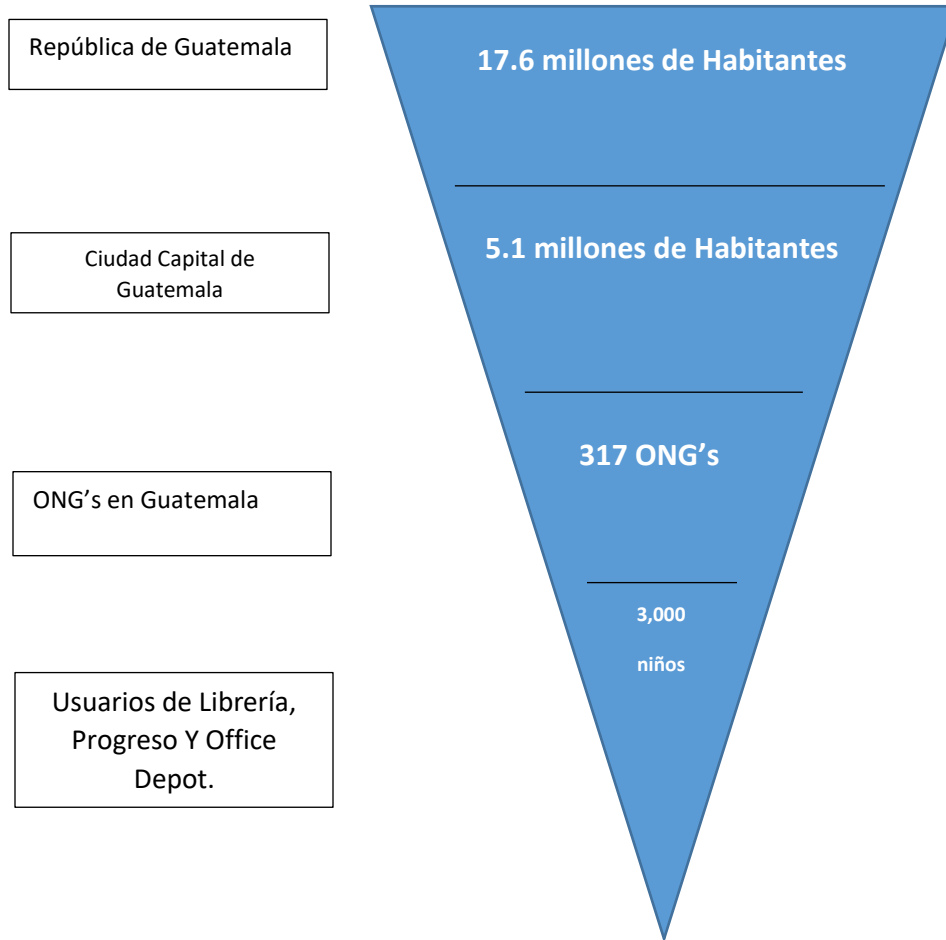 República de Guatemala
17.6 millones de Habitantes
Ciudad Capital de
Guatemala
5.1 millones de Habitantes
ONG’s en Guatemala
317 ONG’s
3,000
niños
Usuarios de Librería,
Progreso Y Office
Depot.